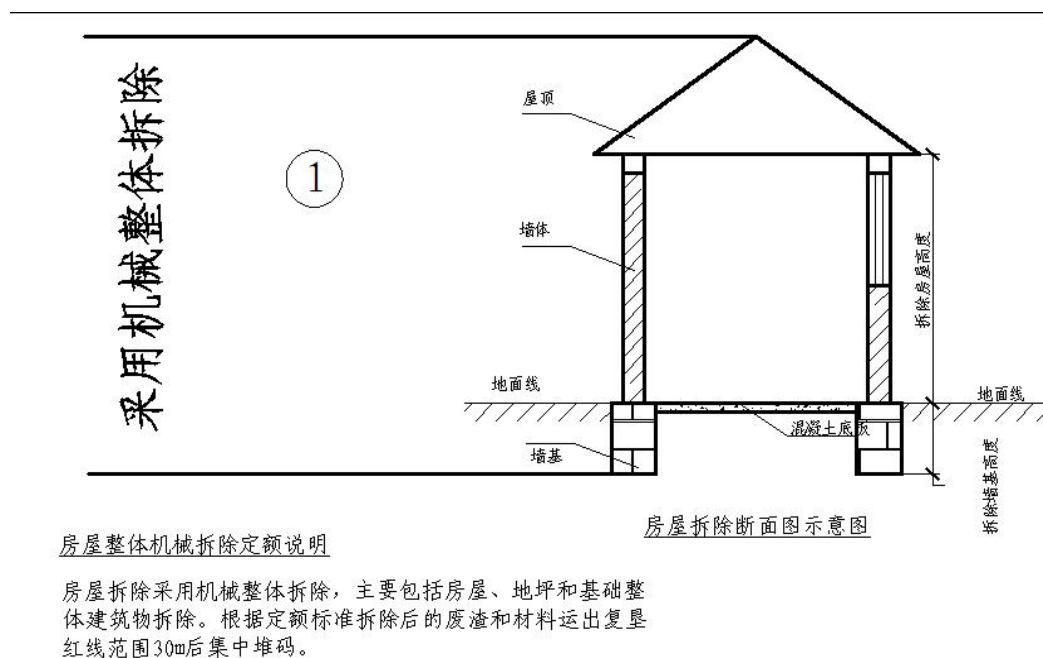 采用机械整体拆除
1
屋顶
墙体
拆除房屋高度
地面线
地面线
混凝土底板
墙基
拆除墙基高度
房屋拆除断面图示意图
房屋整体机械拆除定额说明
房屋拆除采用机械整体拆除，主要包括房屋、地坪和基础整
体建筑物拆除。根据定额标准拆除后的废渣和材料运出复垦
红线范围30m后集中堆码。